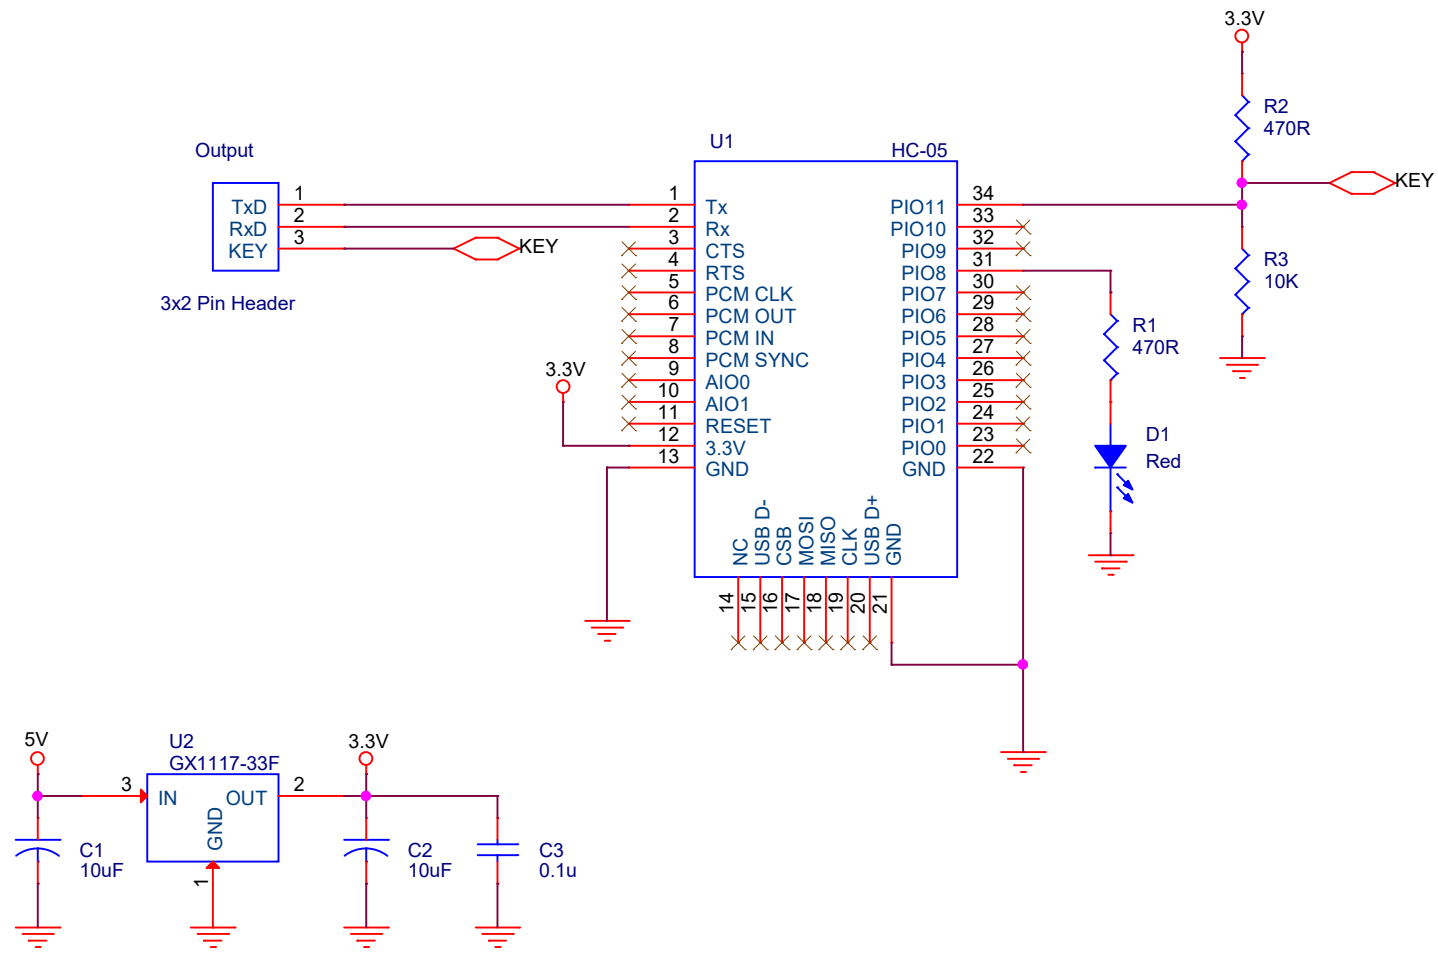 3.3V
R2
470R
KEY
R3
10K
Output
TxD
RxD
KEY
1
2
3
KEY
3x2 Pin Header
U1
HC-05
1
2
3
4
5
6
7
8
9
10
11
12
13
Tx
Rx
CTS
RTS
PCM CLK
PCM OUT
PCM IN
PCM SYNC
AIO0
AIO1
RESET
3.3V
GND
PIO11
PIO10
PIO9
PIO8
PIO7
PIO6
PIO5
PIO4
PIO3
PIO2
PIO1
PIO0
GND
34
33
32
31
30
29
28
27
26
25
24
23
22
NC
USB D-
CSB
MOSI
MISO
CLK
USB D+
GND
14
15
16
17
18
19
20
21
3.3V
R1
470R
D1
Red
5V
U2
GX1117-33F
3
IN
OUT
GND
2
1
3.3V
C1
10uF
C2
10uF
C3
0.1u